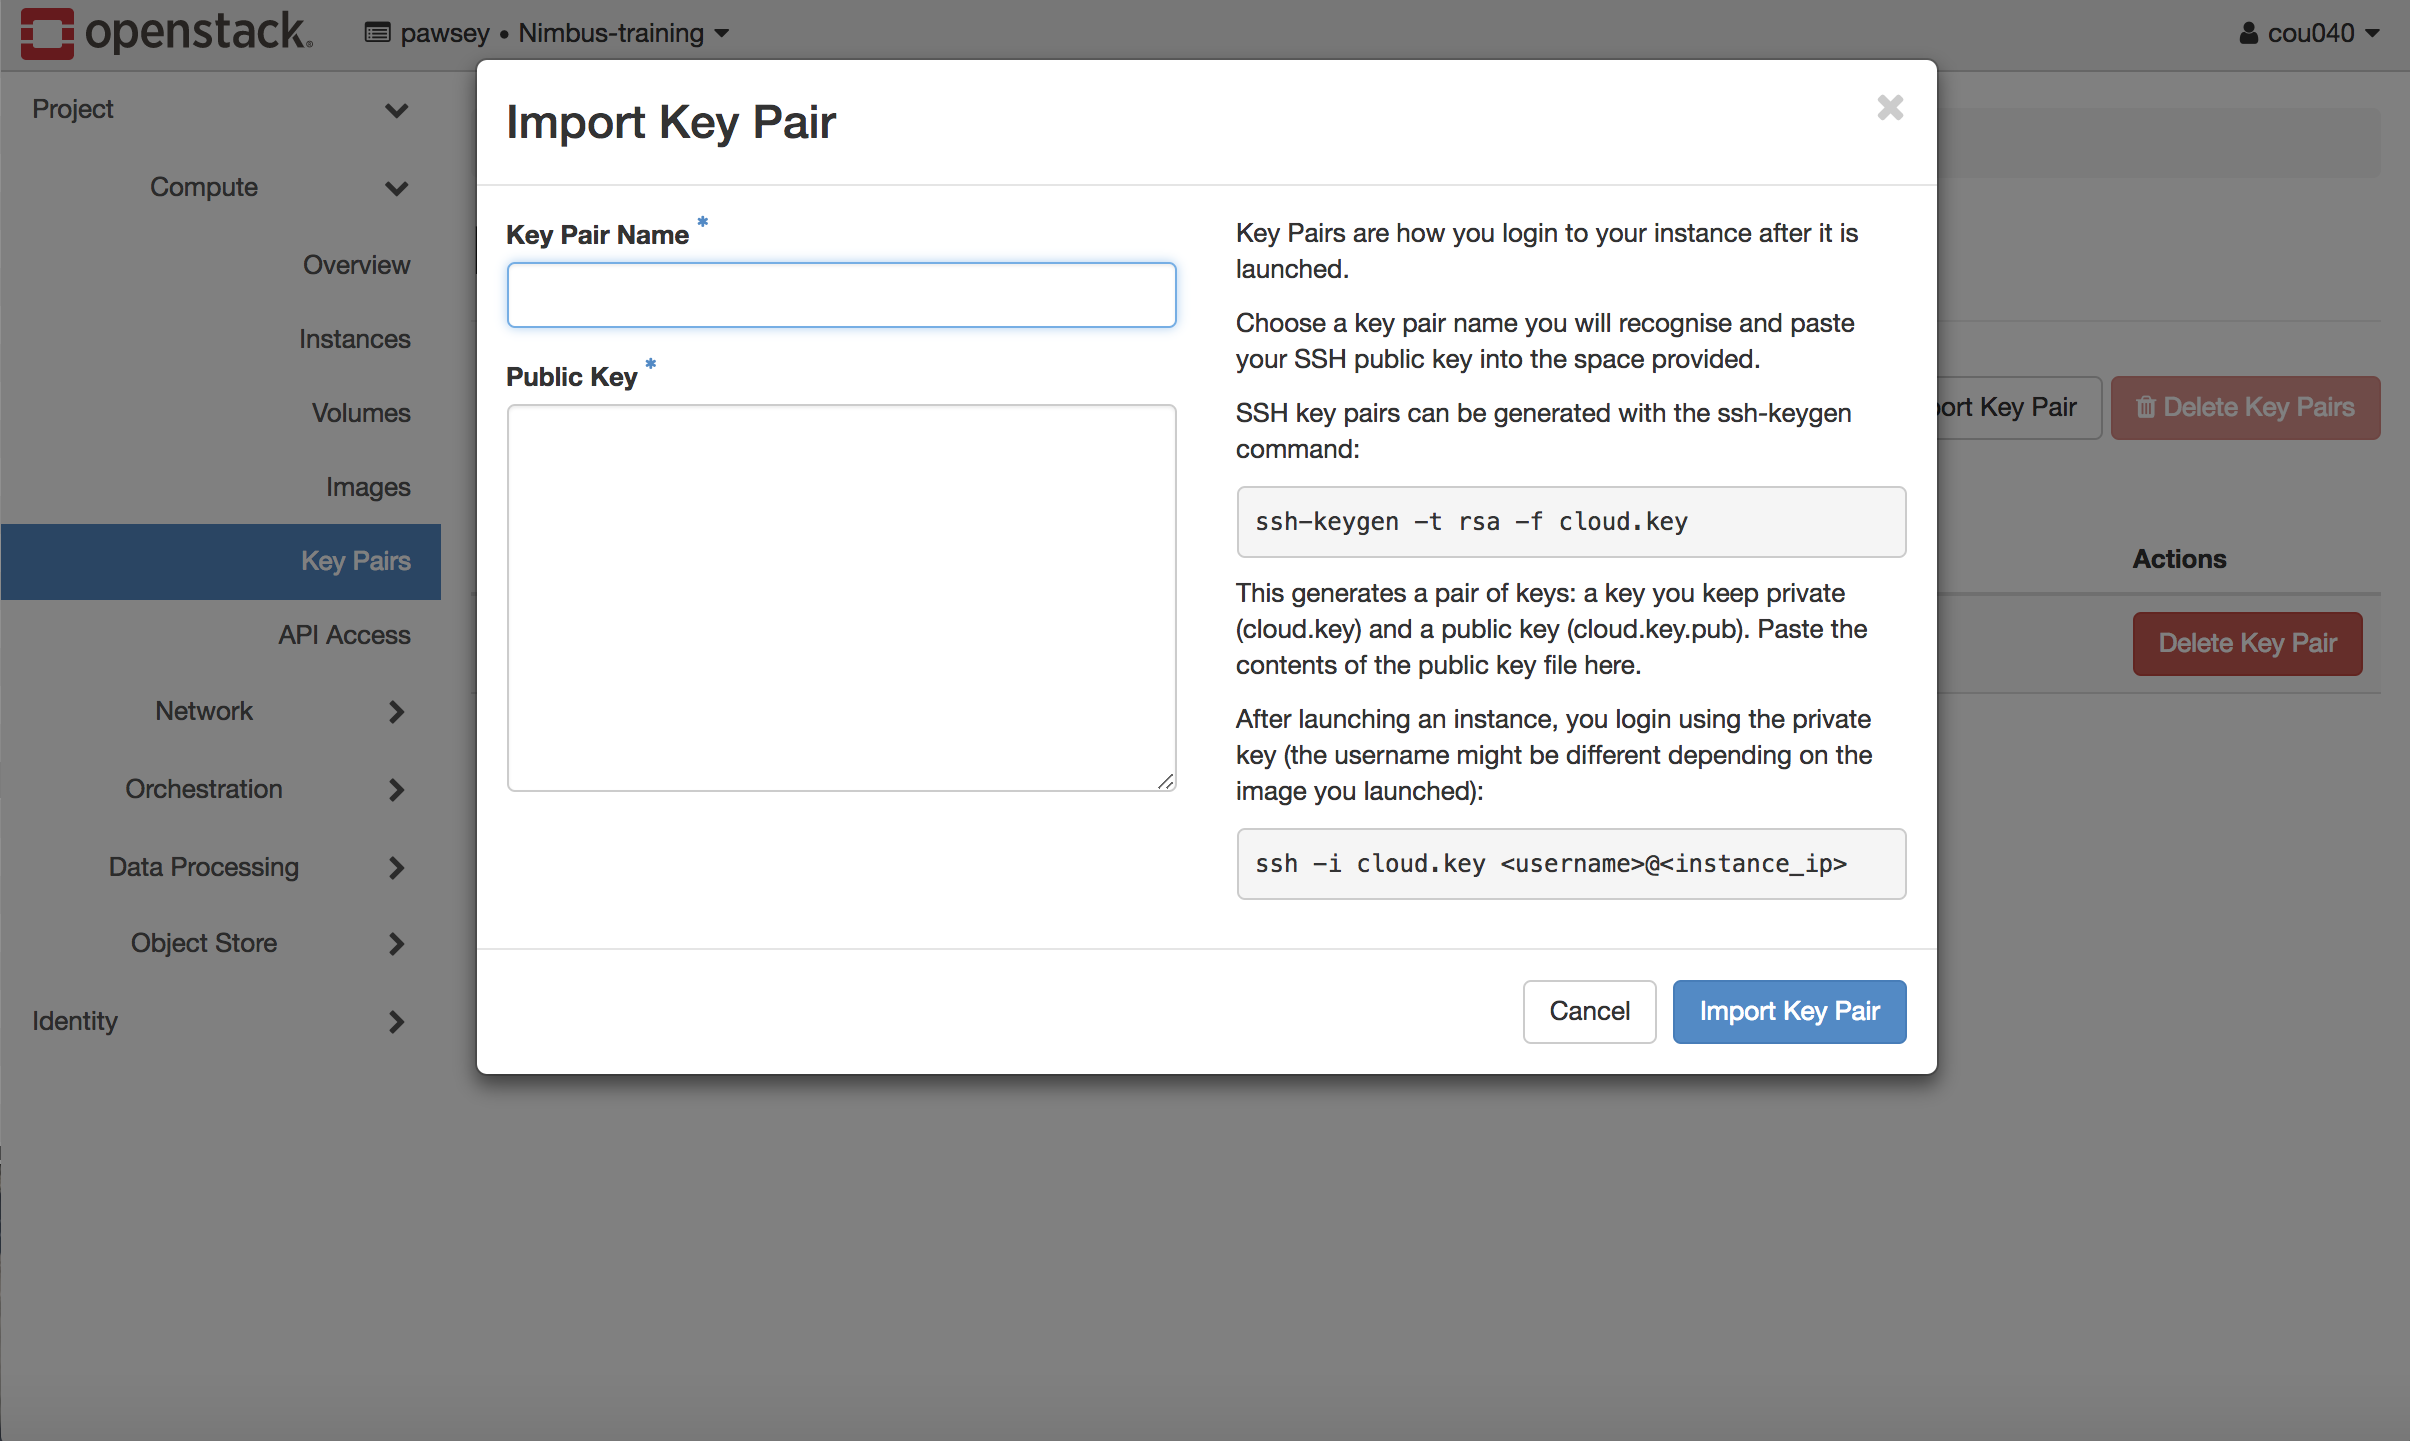 openstack.
pawsey • Nimbus-training
cou040
Project
Compute
Overview
Instances
Volumes
Images
Key Pairs
API Access
Network
Orchestration
Data Processing
Object Store
Identity
Import Key Pair
Key Pair Name *
Public Key *
Key Pairs are how you login to your instance after it is
launched.
Choose a key pair name you will recognise and paste
your SSH public key into the space provided.
SSH key pairs can be generated with the ssh-keygen
command:
ssh-keygen -t rsa -f cloud.key
This generates a pair of keys: a key you keep private
(cloud.key) and a public key (cloud.key.pub). Paste the
contents of the public key file here.
After launching an instance, you login using the private
key (the username might be different depending on the
image you launched):
ssh -i cloud.key <username>@<instance_ip>
Cancel
Import Key Pair
Key Pair
Delete Key Pairs
Actions
Delete Key Pair